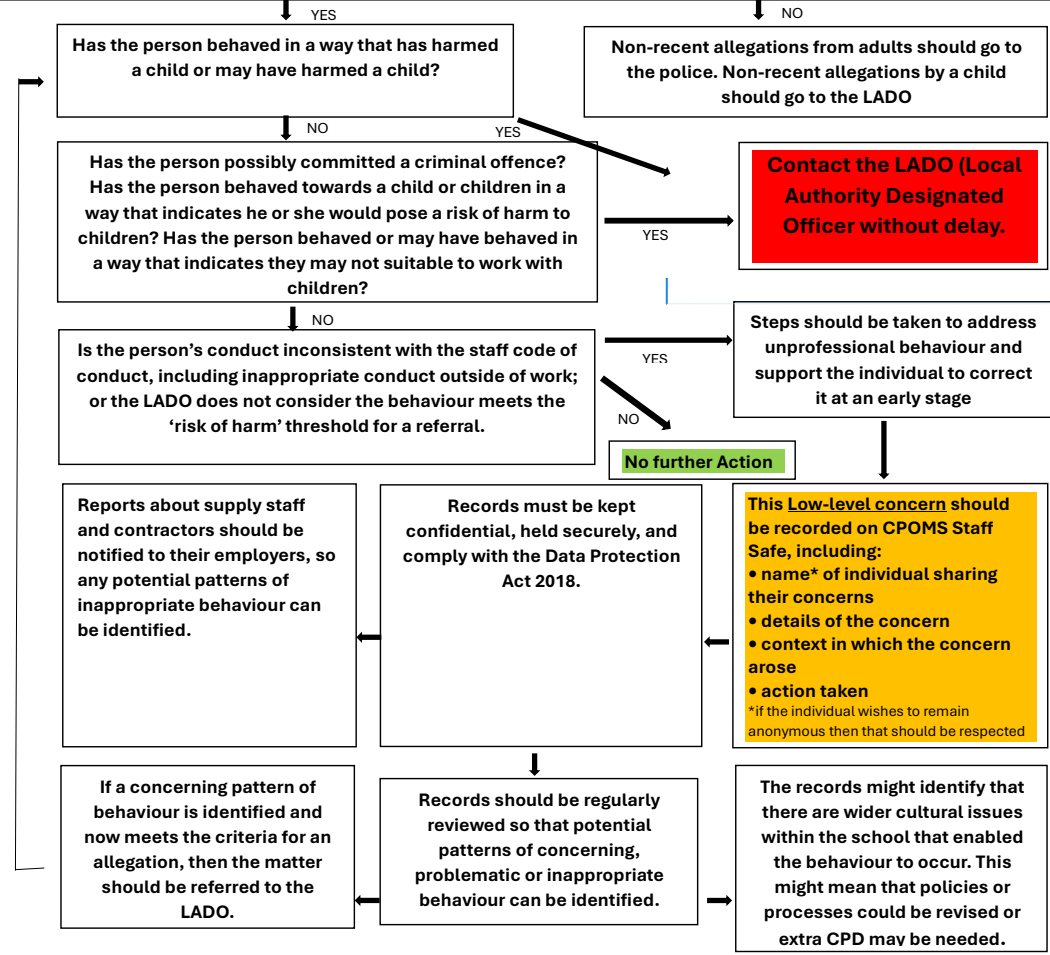 YES
NO
Has the person behaved in a way that has harmed
a child or may have harmed a child?
Non-recent allegations from adults should go to
the police. Non-recent allegations by a child
should go to the LADO
NO
YES
Has the person possibly committed a criminal offence?
Has the person behaved towards a child or children in a
way that indicates he or she would pose a risk of harm to
children? Has the person behaved or may have behaved in
a way that indicates they may not suitable to work with
children?
YES
Contact the LADO (Local
Authority Designated
Officer without delay.
NO
Is the person’s conduct inconsistent with the staff code of
conduct, including inappropriate conduct outside of work;
or the LADO does not consider the behaviour meets the
‘risk of harm’ threshold for a referral.
YES
Steps should be taken to address
unprofessional behaviour and
support the individual to correct
it at an early stage
NO
No further Action
Reports about supply staff
and contractors should be
notified to their employers, so
any potential patterns of
inappropriate behaviour can
be identified.
Records must be kept
confidential, held securely, and
comply with the Data Protection
Act 2018.
This Low-level concern should
be recorded on CPOMS Staff
Safe, including:
• name* of individual sharing
their concerns
• details of the concern
• context in which the concern
arose
• action taken
*if the individual wishes to remain
anonymous then that should be respected
If a concerning pattern of
behaviour is identified and
now meets the criteria for an
allegation, then the matter
should be referred to the
LADO.
Records should be regularly
reviewed so that potential
patterns of concerning,
problematic or inappropriate
behaviour can be identified.
The records might identify that
there are wider cultural issues
within the school that enabled
the behaviour to occur. This
might mean that policies or
processes could be revised or
extra CPD may be needed.